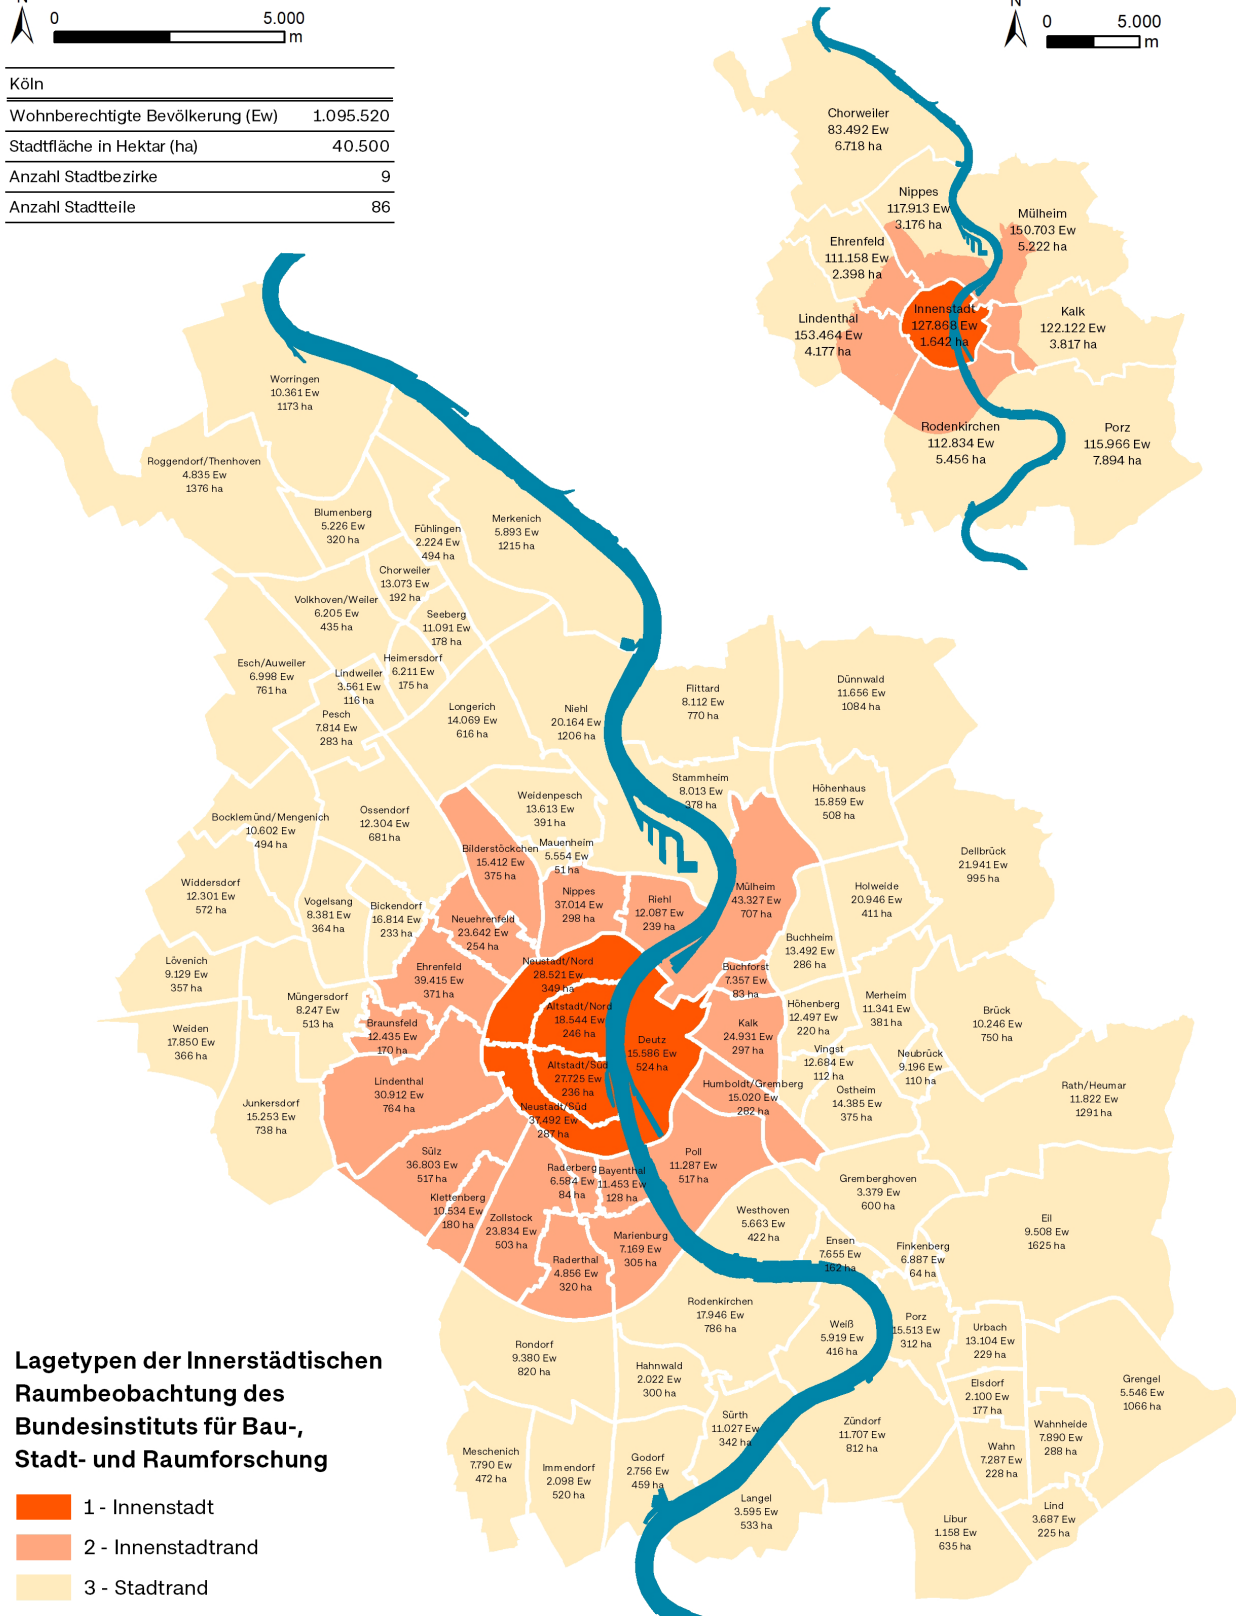 N
0 5.000
m
Köln
Wohnberechtigte Bevölkerung (Ew) 1.095.520
Stadtfläche in Hektar (ha) 40.500
Anzahl Stadtbezirke 9
Anzahl Stadtteile 86
N
0 5.000
m
Chorweiler
83.492 Ew
6.718 ha
Nippes
117.913 Ew
3.176 ha
Mülheim
150.703 Ew
5.222 ha
Ehrenfeld
111.158 Ew
2.398 ha
Innenstadt
127.868 Ew
1.642 ha
Lindenthal
153.464 Ew
4.177 ha
Kalk
122.122 Ew
3.817 ha
Rodenkirchen
112.834 Ew
5.456 ha
Porz
115.966 Ew
7.894 ha
Worringen
10.361 Ew
1173 ha
Roggendorf/Thenhoven
4.835 Ew
1376 ha
Blumenberg
5.226 Ew
320 ha
Fühlingen
2.224 Ew
494 ha
Merkenich
5.893 Ew
1215 ha
Chorweiler
13.073 Ew
192 ha
Volkhoven/Weiler
6.205 Ew
435 ha
Seeberg
11.091 Ew
178 ha
Heimersdorf
6.211 Ew
175 ha
Esch/Auweiler
6.998 Ew
761 ha
Lindweiler
3.561 Ew
116 ha
Pesch
7.814 Ew
283 ha
Longerich
14.069 Ew
616 ha
Niehl
20.164 Ew
1206 ha
Flittard
8.112 Ew
770 ha
Dünnwald
11.656 Ew
1084 ha
Stammheim
8.013 Ew
378 ha
Höhenhaus
15.859 Ew
508 ha
Weidenpesch
13.613 Ew
391 ha
Ossendorf
12.304 Ew
681 ha
Bocklemünd/Mengenich
10.602 Ew
494 ha
Mauenheim
5.554 Ew
51 ha
Bilderstöckchen
15.412 Ew
375 ha
Dellbrück
21.941 Ew
995 ha
Widdersdorf
12.301 Ew
572 ha
Vogelsang
8.381 Ew
364 ha
Bickendorf
16.814 Ew
233 ha
Neuehrenfeld
23.642 Ew
254 ha
Nippes
37.014 Ew
298 ha
Riehl
12.087 Ew
239 ha
Mülheim
43.327 Ew
707 ha
Holweide
20.946 Ew
411 ha
Buchheim
13.492 Ew
286 ha
Lövenich
9.129 Ew
357 ha
Ehrenfeld
39.415 Ew
371 ha
Neustadt/Nord
28.521 Ew
349 ha
Buchforst
7.357 Ew
83 ha
Müngersdorf
8.247 Ew
513 ha
Altstadt/Nord
18.544 Ew
246 ha
Höhenberg
12.497 Ew
220 ha
Merheim
11.341 Ew
381 ha
Brück
10.246 Ew
750 ha
Weiden
17.850 Ew
366 ha
Braunsfeld
12.435 Ew
170 ha
Kalk
24.931 Ew
297 ha
Deutz
15.586 Ew
524 ha
Vingst
12.684 Ew
112 ha
Neubrück
9.196 Ew
110 ha
Altstadt/Süd
27.725 Ew
236 ha
Lindenthal
30.912 Ew
764 ha
Humboldt/Gremberg
15.020 Ew
282 ha
Ostheim
14.385 Ew
375 ha
Rath/Heumar
11.822 Ew
1291 ha
Junkersdorf
15.253 Ew
738 ha
Neustadt/Süd
37.492 Ew
287 ha
Sülz
36.803 Ew
517 ha
Raderberg
6.584 Ew
84 ha
Bayenthal
11.453 Ew
128 ha
Poll
11.287 Ew
517 ha
Gremberghoven
3.379 Ew
600 ha
Klettenberg
10.534 Ew
180 ha
Zollstock
23.834 Ew
503 ha
Westhoven
5.663 Ew
422 ha
Eil
9.508 Ew
1625 ha
Marienburg
7.169 Ew
305 ha
Ensen
7.655 Ew
162 ha
Finkenberg
6.887 Ew
64 ha
Raderthal
4.856 Ew
320 ha
Rodenkirchen
17.946 Ew
786 ha
Weiß
5.919 Ew
416 ha
Porz
15.513 Ew
312 ha
Urbach
13.104 Ew
229 ha
Rondorf
9.380 Ew
820 ha
Hahnwald
2.022 Ew
300 ha
Elsdorf
2.100 Ew
177 ha
Grengel
5.546 Ew
1066 ha
Sürth
11.027 Ew
342 ha
Zündorf
11.707 Ew
812 ha
Wahnheide
7.890 Ew
288 ha
Meschenich
7.790 Ew
472 ha
Immendorf
2.098 Ew
520 ha
Godorf
2.756 Ew
459 ha
Wahn
7.287 Ew
228 ha
Langel
3.595 Ew
533 ha
Libur
1.158 Ew
635 ha
Lind
3.687 Ew
225 ha
Lagetypen der Innerstädtischen
Raumbeobachtung des
Bundesinstituts für Bau-,
Stadt- und Raumforschung
1 - Innenstadt
2 - Innenstadtrand
3 - Stadtrand